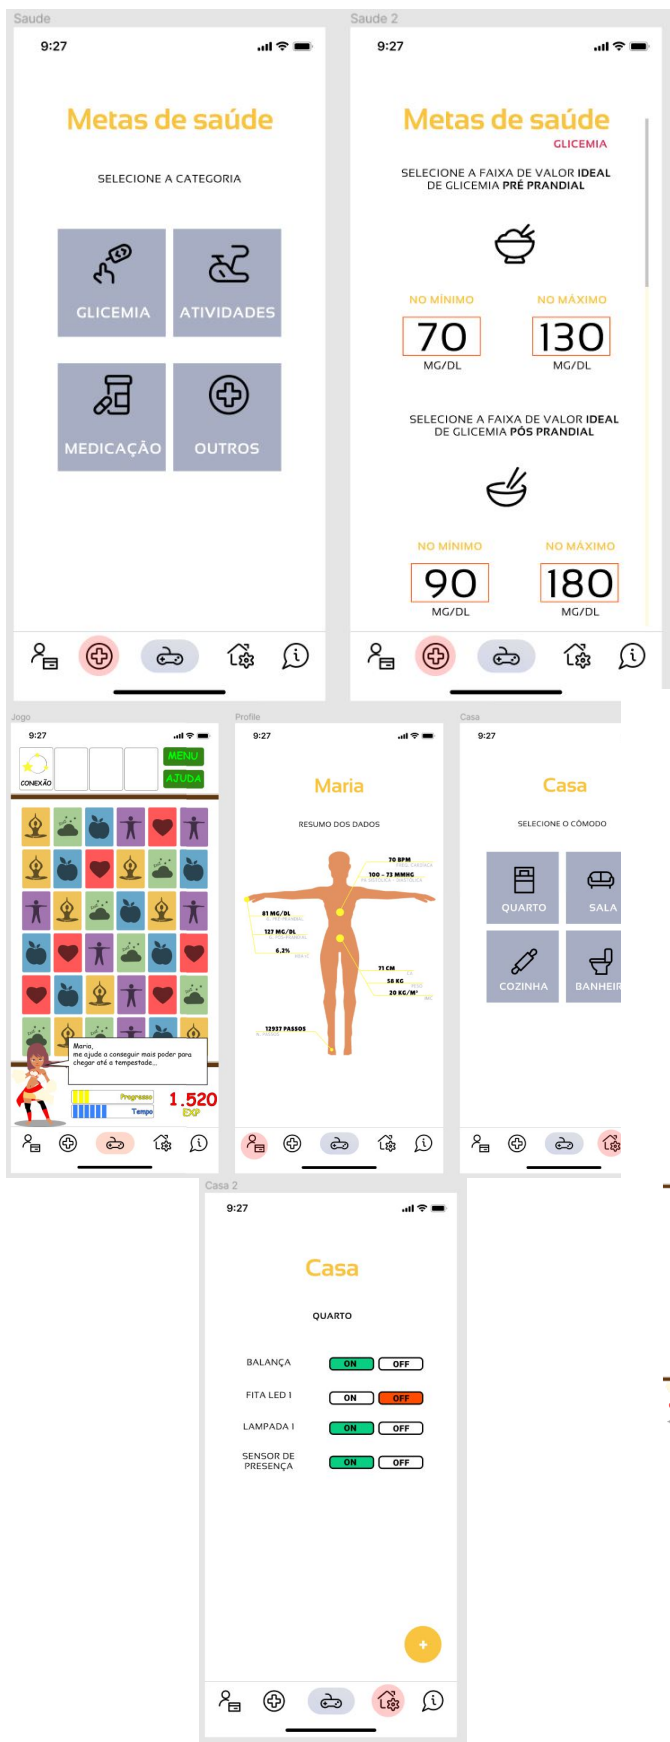 Saude
9:27
Metas de saúde
SELECIONE A CATEGORIA
GLICEMIA
ATIVIDADES
MEDICAÇÃO
OUTROS
Saude 2
9:27
Metas de saúde
GLICEMIA
SELECIONE A FAIXA DE VALOR IDEAL
DE GLICEMIA PRÉ PRANDIAL
NO MÍNIMO
NO MÁXIMO
70
130
MG/DL
MG/DL
SELECIONE A FAIXA DE VALOR IDEAL
DE GLICEMIA PÓS PRANDIAL
NO MÍNIMO
NO MÁXIMO
90
180
MG/DL
MG/DL
Jogo
9:27
CONEXÃO
MENU
AJUDA
Maria,
me ajude a conseguir mais poder para
chegar até a tempestade...
Progresso
Tempo
1.520
EXP
Profile
9:27
Maria
RESUMO DOS DADOS
70 BPM
100 - 73 MMHG
81 MG/DL
127 MG/DL
6,2%
71 CM
58 KG
20 KG/M²
12937 PASSOS
Casa
9:27
Casa
SELECIONE O CÔMODO
QUARTO
SALA
COZINHA
BANHEIR
Casa 2
9:27
Casa
QUARTO
BALANÇA
ON OFF
FITA LED 1
ON OFF
LAMPADA 1
ON OFF
SENSOR DE
PRESENÇA
ON OFF
+